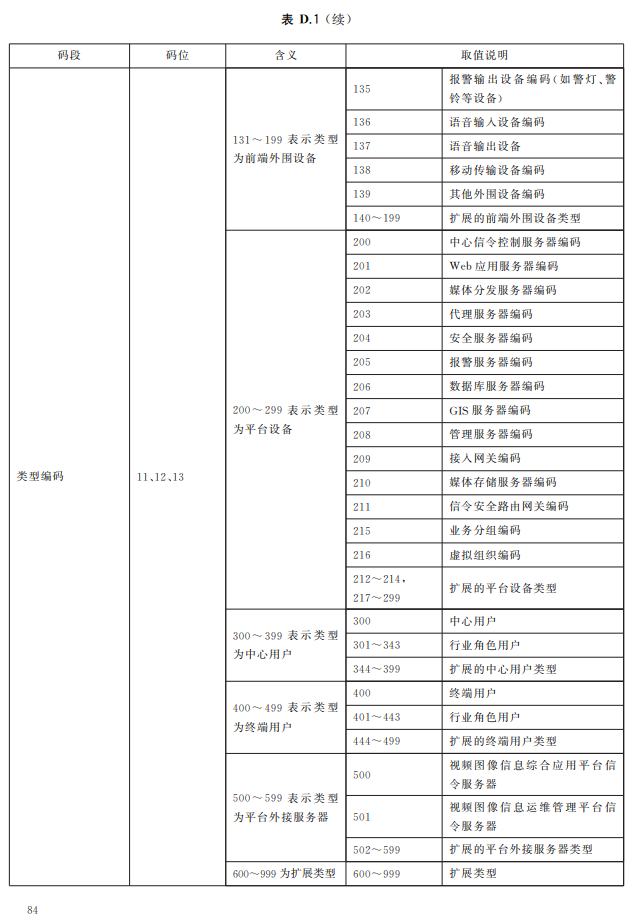 表 D.1（续）
码段 码位 含义 取值说明
类型编码 11、12、13
131～199 表示类型
为前端外围设备
135 报警输出设备编码（如警灯、警
铃等设备）
136 语音输入设备编码
137 语音输出设备
138 移动传输设备编码
139 其他外围设备编码
140～199 扩展的前端外围设备类型
200～299 表示类型
为平台设备
200 中心信令控制服务器编码
201 Web 应用服务器编码
202 媒体分发服务器编码
203 代理服务器编码
204 安全服务器编码
205 报警服务器编码
206 数据库服务器编码
207 GIS 服务器编码
208 管理服务器编码
209 接入网关编码
210 媒体存储服务器编码
211 信令安全路由网关编码
215 业务分组编码
216 虚拟组织编码
212～214，
217～299
扩展的平台设备类型
300～399 表示类型
为中心用户
300 中心用户
301～343 行业角色用户
344～399 扩展的中心用户类型
400～499 表示类型
为终端用户
400 终端用户
401～443 行业角色用户
444～499 扩展的终端用户类型
500～599 表示类型
为平台外接服务器
500 视频图像信息综合应用平台信
令服务器
501 视频图像信息运维管理平台信
令服务器
502～599 扩展的平台外接服务器类型
600～999 为扩展类型 600～999 扩展类型
84